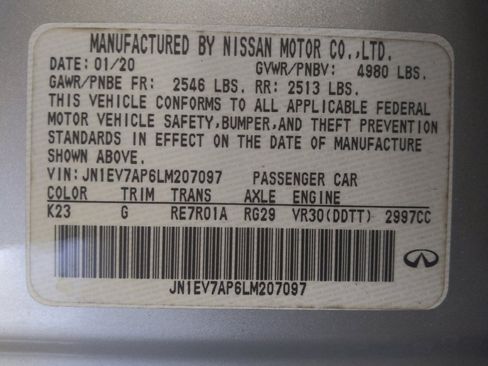 MANUFACTURED BY NISSAN MOTOR CO.,LTD.
DATE: 01/20 GVWR/PNBV: 4980 LBS.
GAWR/PNBE FR: 2546 LBS. RR: 2513 LBS.
THIS VEHICLE CONFORMS TO ALL APPLICABLE FEDERAL
MOTOR VEHICLE SAFETY,BUMPER,AND THEFT PREVENTION
STANDARDS IN EFFECT ON THE DATE OF MANUFACTURE
SHOWN ABOVE.
VIN: JN1EV7AP6LM207097 PASSENGER CAR
COLOR TRIM TRANS AXLE ENGINE
K23 G RE7R01A RG29 VR30(DDTT) 2997CC
JN1EV7AP6LM207097